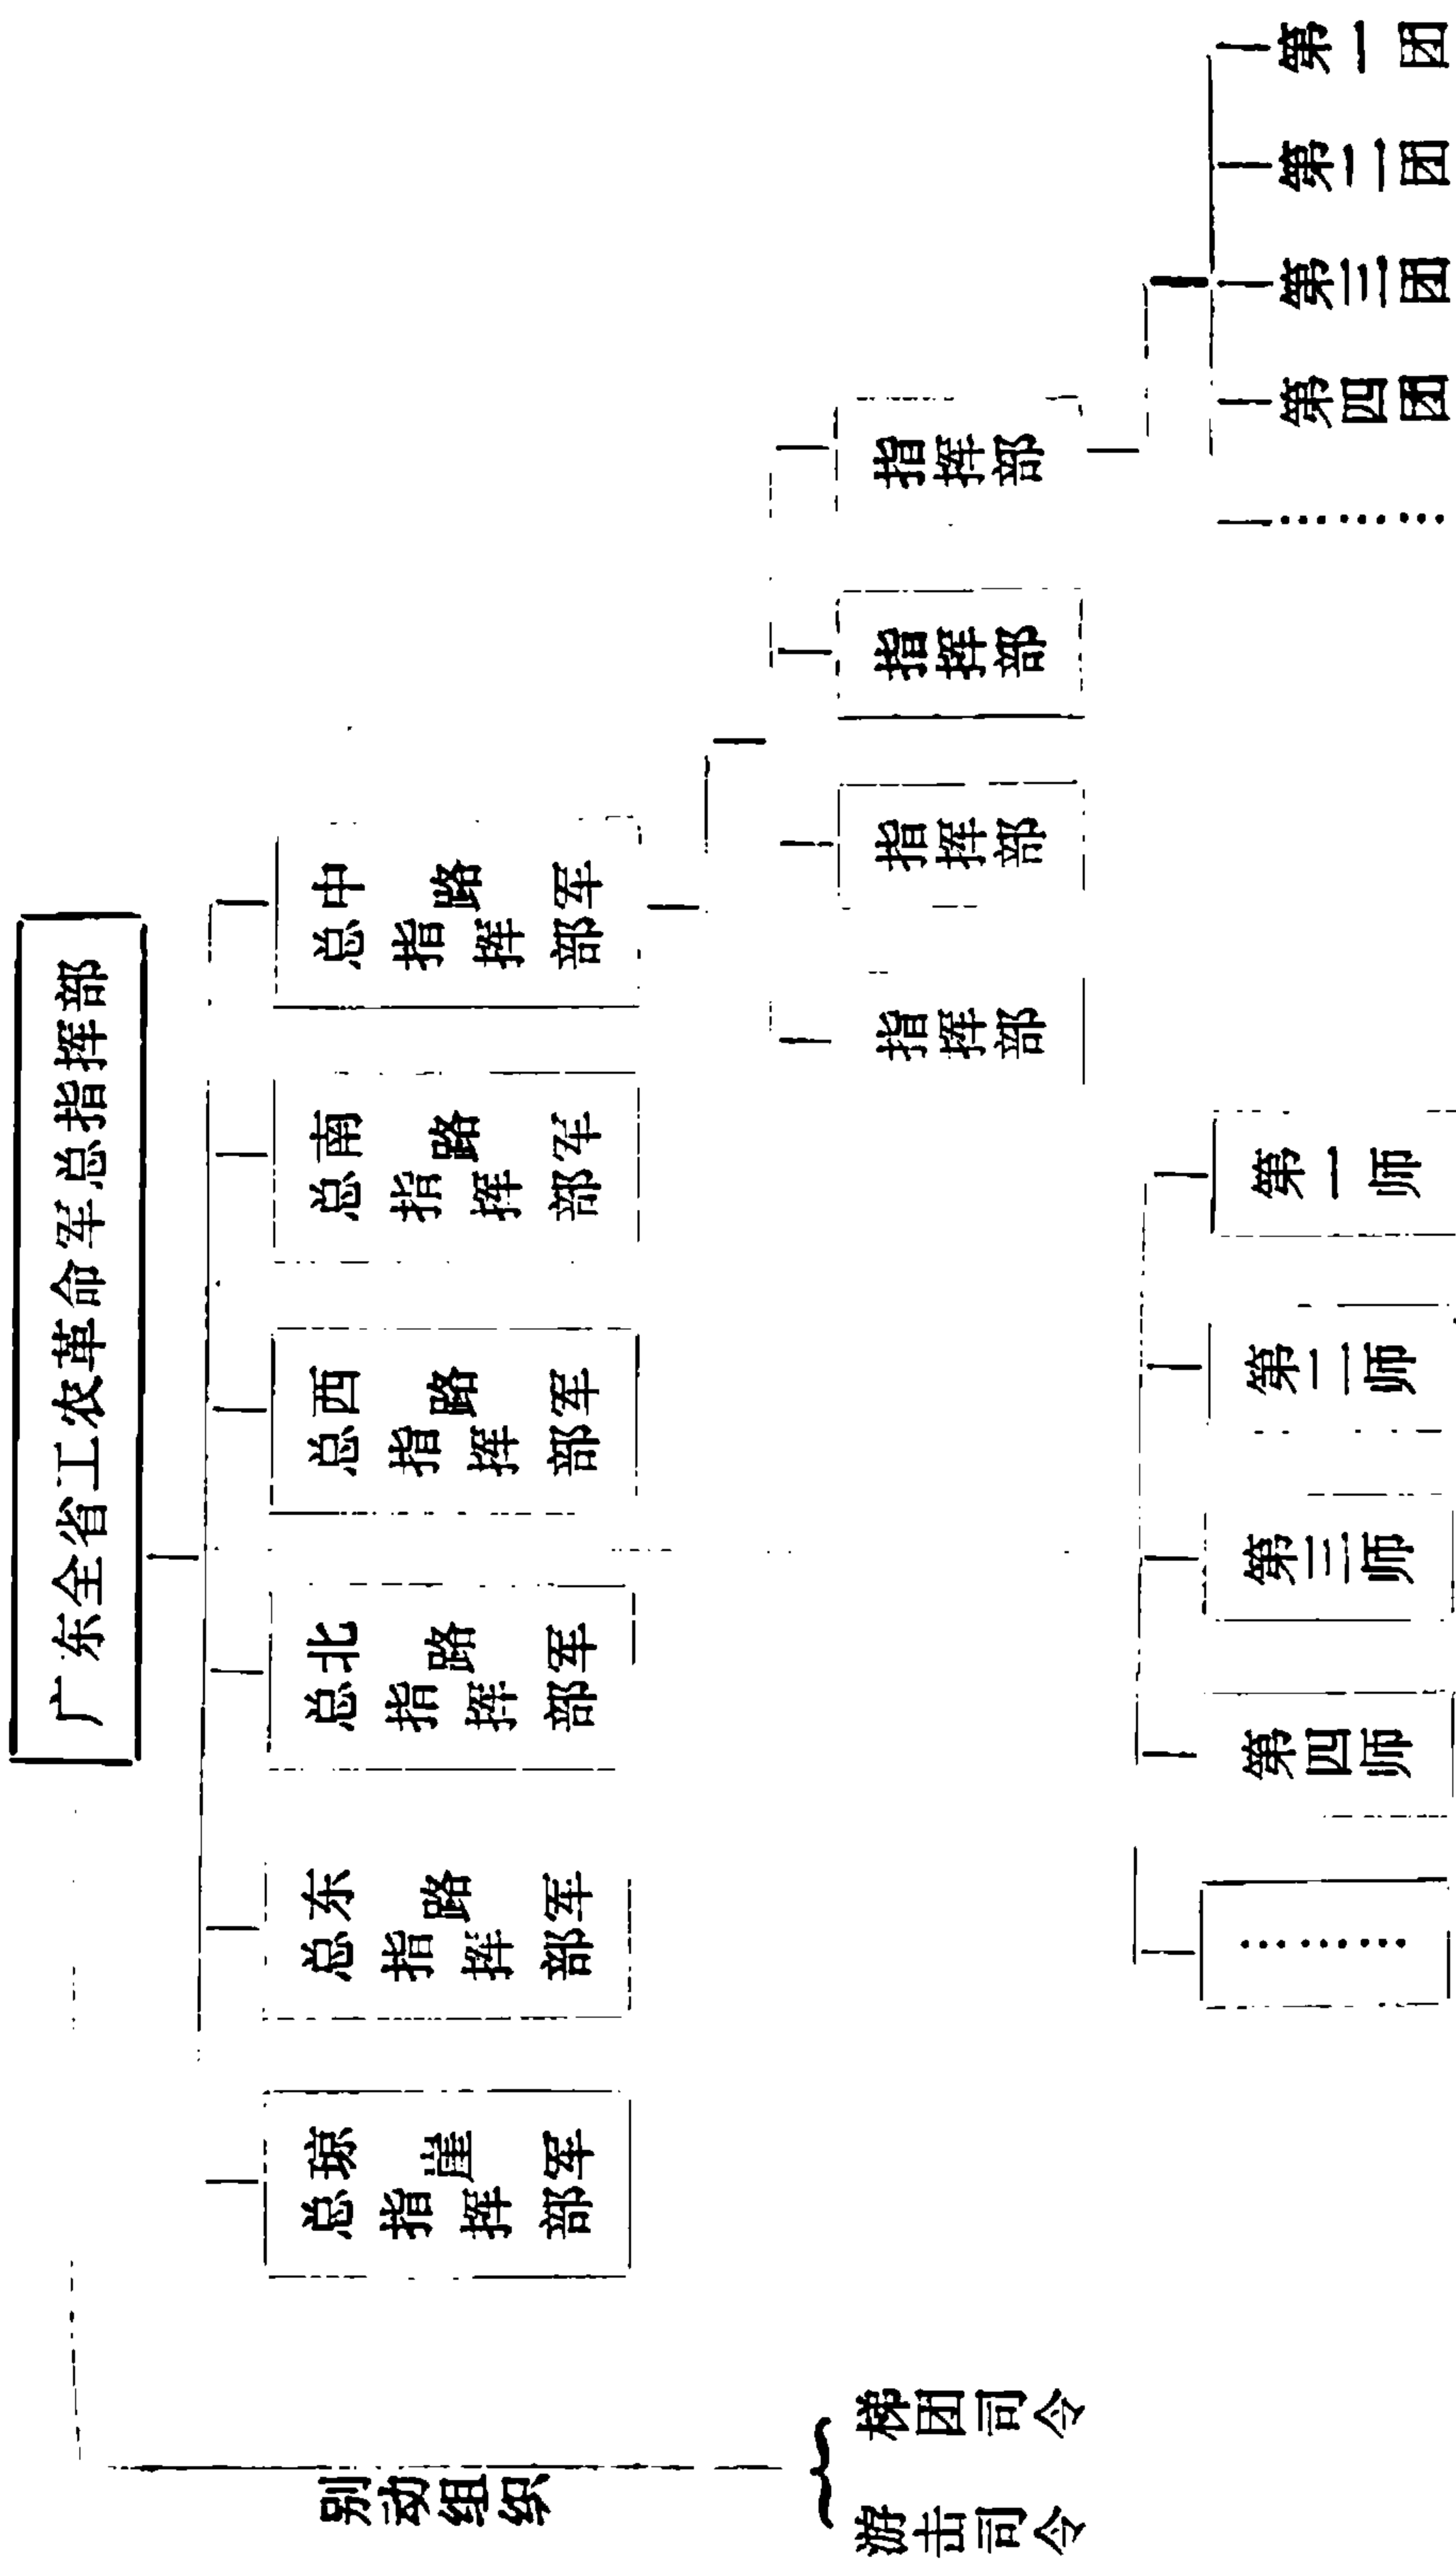 广东全省工农革命军总指挥部
中路军
总指挥部
南路军
总指挥部
西路军
总指挥部
北路军
总指挥部
东路军
总指挥部
琼崖军
总指挥部
别动组织
指挥部
指挥部
指挥部
指挥部
梯团司令
游击司令
第一团
第二团
第三团
第四团
………
第一师
第二师
第三师
第四师
………